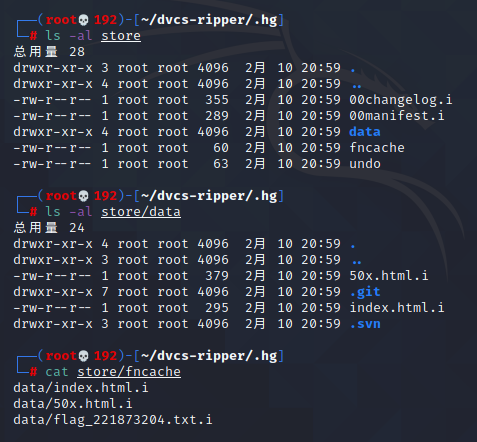 ┌──(root💀192)-[~/dvcs-ripper/.hg]
└─# ls -al store
总用量 28
drwxr-xr-x 3 root root 4096  2月 10 20:59 .
drwxr-xr-x 4 root root 4096  2月 10 20:59 ..
-rw-r--r-- 1 root root  355  2月 10 20:59 00changelog.i
-rw-r--r-- 1 root root  289  2月 10 20:59 00manifest.i
drwxr-xr-x 4 root root 4096  2月 10 20:59 data
-rw-r--r-- 1 root root   60  2月 10 20:59 fncache
-rw-r--r-- 1 root root   63  2月 10 20:59 undo
┌──(root💀192)-[~/dvcs-ripper/.hg]
└─# ls -al store/data
总用量 24
drwxr-xr-x 4 root root 4096  2月 10 20:59 .
drwxr-xr-x 3 root root 4096  2月 10 20:59 ..
-rw-r--r-- 1 root root  379  2月 10 20:59 50x.html.i
drwxr-xr-x 7 root root 4096  2月 10 20:59 .git
-rw-r--r-- 1 root root  295  2月 10 20:59 index.html.i
drwxr-xr-x 3 root root 4096  2月 10 20:59 .svn
┌──(root💀192)-[~/dvcs-ripper/.hg]
└─# cat store/fncache
data/index.html.i
data/50x.html.i
data/flag_221873204.txt.i